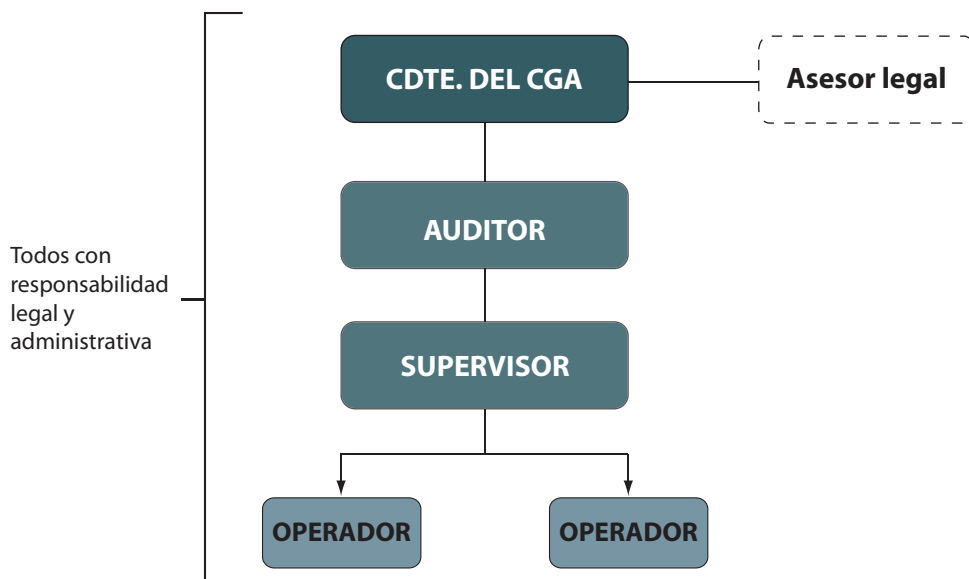 CDTE. DEL CGA
Asesor legal
AUDITOR
Todos con
responsabilidad
legal y
administrativa
SUPERVISOR
OPERADOR
OPERADOR